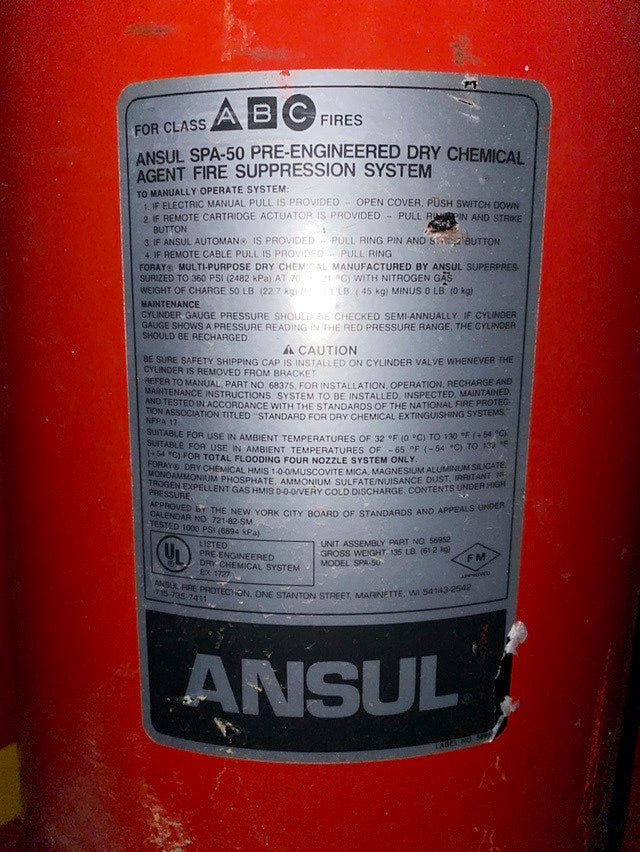 FOR CLASS A B C FIRES
ANSUL SPA-50 PRE-ENGINEERED DRY CHEMICAL
AGENT FIRE SUPPRESSION SYSTEM
TO MANUALLY OPERATE SYSTEM:
1. IF ELECTRIC MANUAL PULL IS PROVIDED – OPEN COVER, PUSH SWITCH DOWN
2. IF REMOTE CARTRIDGE ACTUATOR IS PROVIDED – PULL RING PIN AND STRIKE
BUTTON
3. IF ANSUL AUTOMAN® IS PROVIDED – PULL RING PIN AND STRIKE BUTTON
4. IF REMOTE CABLE PULL IS PROVIDED – PULL RING
FORAY® MULTI-PURPOSE DRY CHEMICAL MANUFACTURED BY ANSUL SUPERPRES-
SURIZED TO 360 PSI (2482 kPa) AT 70 °C) WITH NITROGEN GAS
WEIGHT OF CHARGE 50 LB. (22.7 kg) 1 LB. (.45 kg) MINUS 0 LB. (0 kg)
MAINTENANCE
CYLINDER GAUGE PRESSURE SHOULD BE CHECKED SEMI-ANNUALLY. IF CYLINDER
GAUGE SHOWS A PRESSURE READING IN THE RED PRESSURE RANGE, THE CYLINDER
SHOULD BE RECHARGED
⚠ CAUTION
BE SURE SAFETY SHIPPING CAP IS INSTALLED ON CYLINDER VALVE WHENEVER THE
CYLINDER IS REMOVED FROM BRACKET.
REFER TO MANUAL, PART NO. 68375, FOR INSTALLATION, OPERATION, RECHARGE AND
MAINTENANCE INSTRUCTIONS. SYSTEM TO BE INSTALLED, INSPECTED, MAINTAINED,
AND TESTED IN ACCORDANCE WITH THE STANDARDS OF THE NATIONAL FIRE PROTEC-
TION ASSOCIATION TITLED "STANDARD FOR DRY CHEMICAL EXTINGUISHING SYSTEMS,"
NFPA 17
SUITABLE FOR USE IN AMBIENT TEMPERATURES OF 32 °F (0 °C) TO 130 °F (+54 °C).
SUITABLE FOR USE IN AMBIENT TEMPERATURES OF -65 °F (-54 °C) TO 130 °F
(+54 °C) FOR TOTAL FLOODING FOUR NOZZLE SYSTEM ONLY.
FORAY® DRY CHEMICAL HMIS 1-0-0/MUSCOVITE MICA, MAGNESIUM ALUMINUM SILICATE,
MONOAMMONIUM PHOSPHATE, AMMONIUM SULFATE/NUISANCE DUST, IRRITANT. NI-
TROGEN EXPELLENT GAS HMIS 0-0-0/VERY COLD DISCHARGE. CONTENTS UNDER HIGH
PRESSURE.
APPROVED BY THE NEW YORK CITY BOARD OF STANDARDS AND APPEALS UNDER
CALENDAR NO. 721-82-SM.
TESTED 1000 PSI (6894 kPa)
UL LISTED
PRE-ENGINEERED
DRY CHEMICAL SYSTEM
EX 1727
UNIT ASSEMBLY PART NO. 56952
GROSS WEIGHT: 135 LB. (61.2 kg)
MODEL SPA-50
FM
APPROVED
ANSUL FIRE PROTECTION, ONE STANTON STREET, MARINETTE, WI 54143-2542
715-735-7411
ANSUL®
LABEL NO.